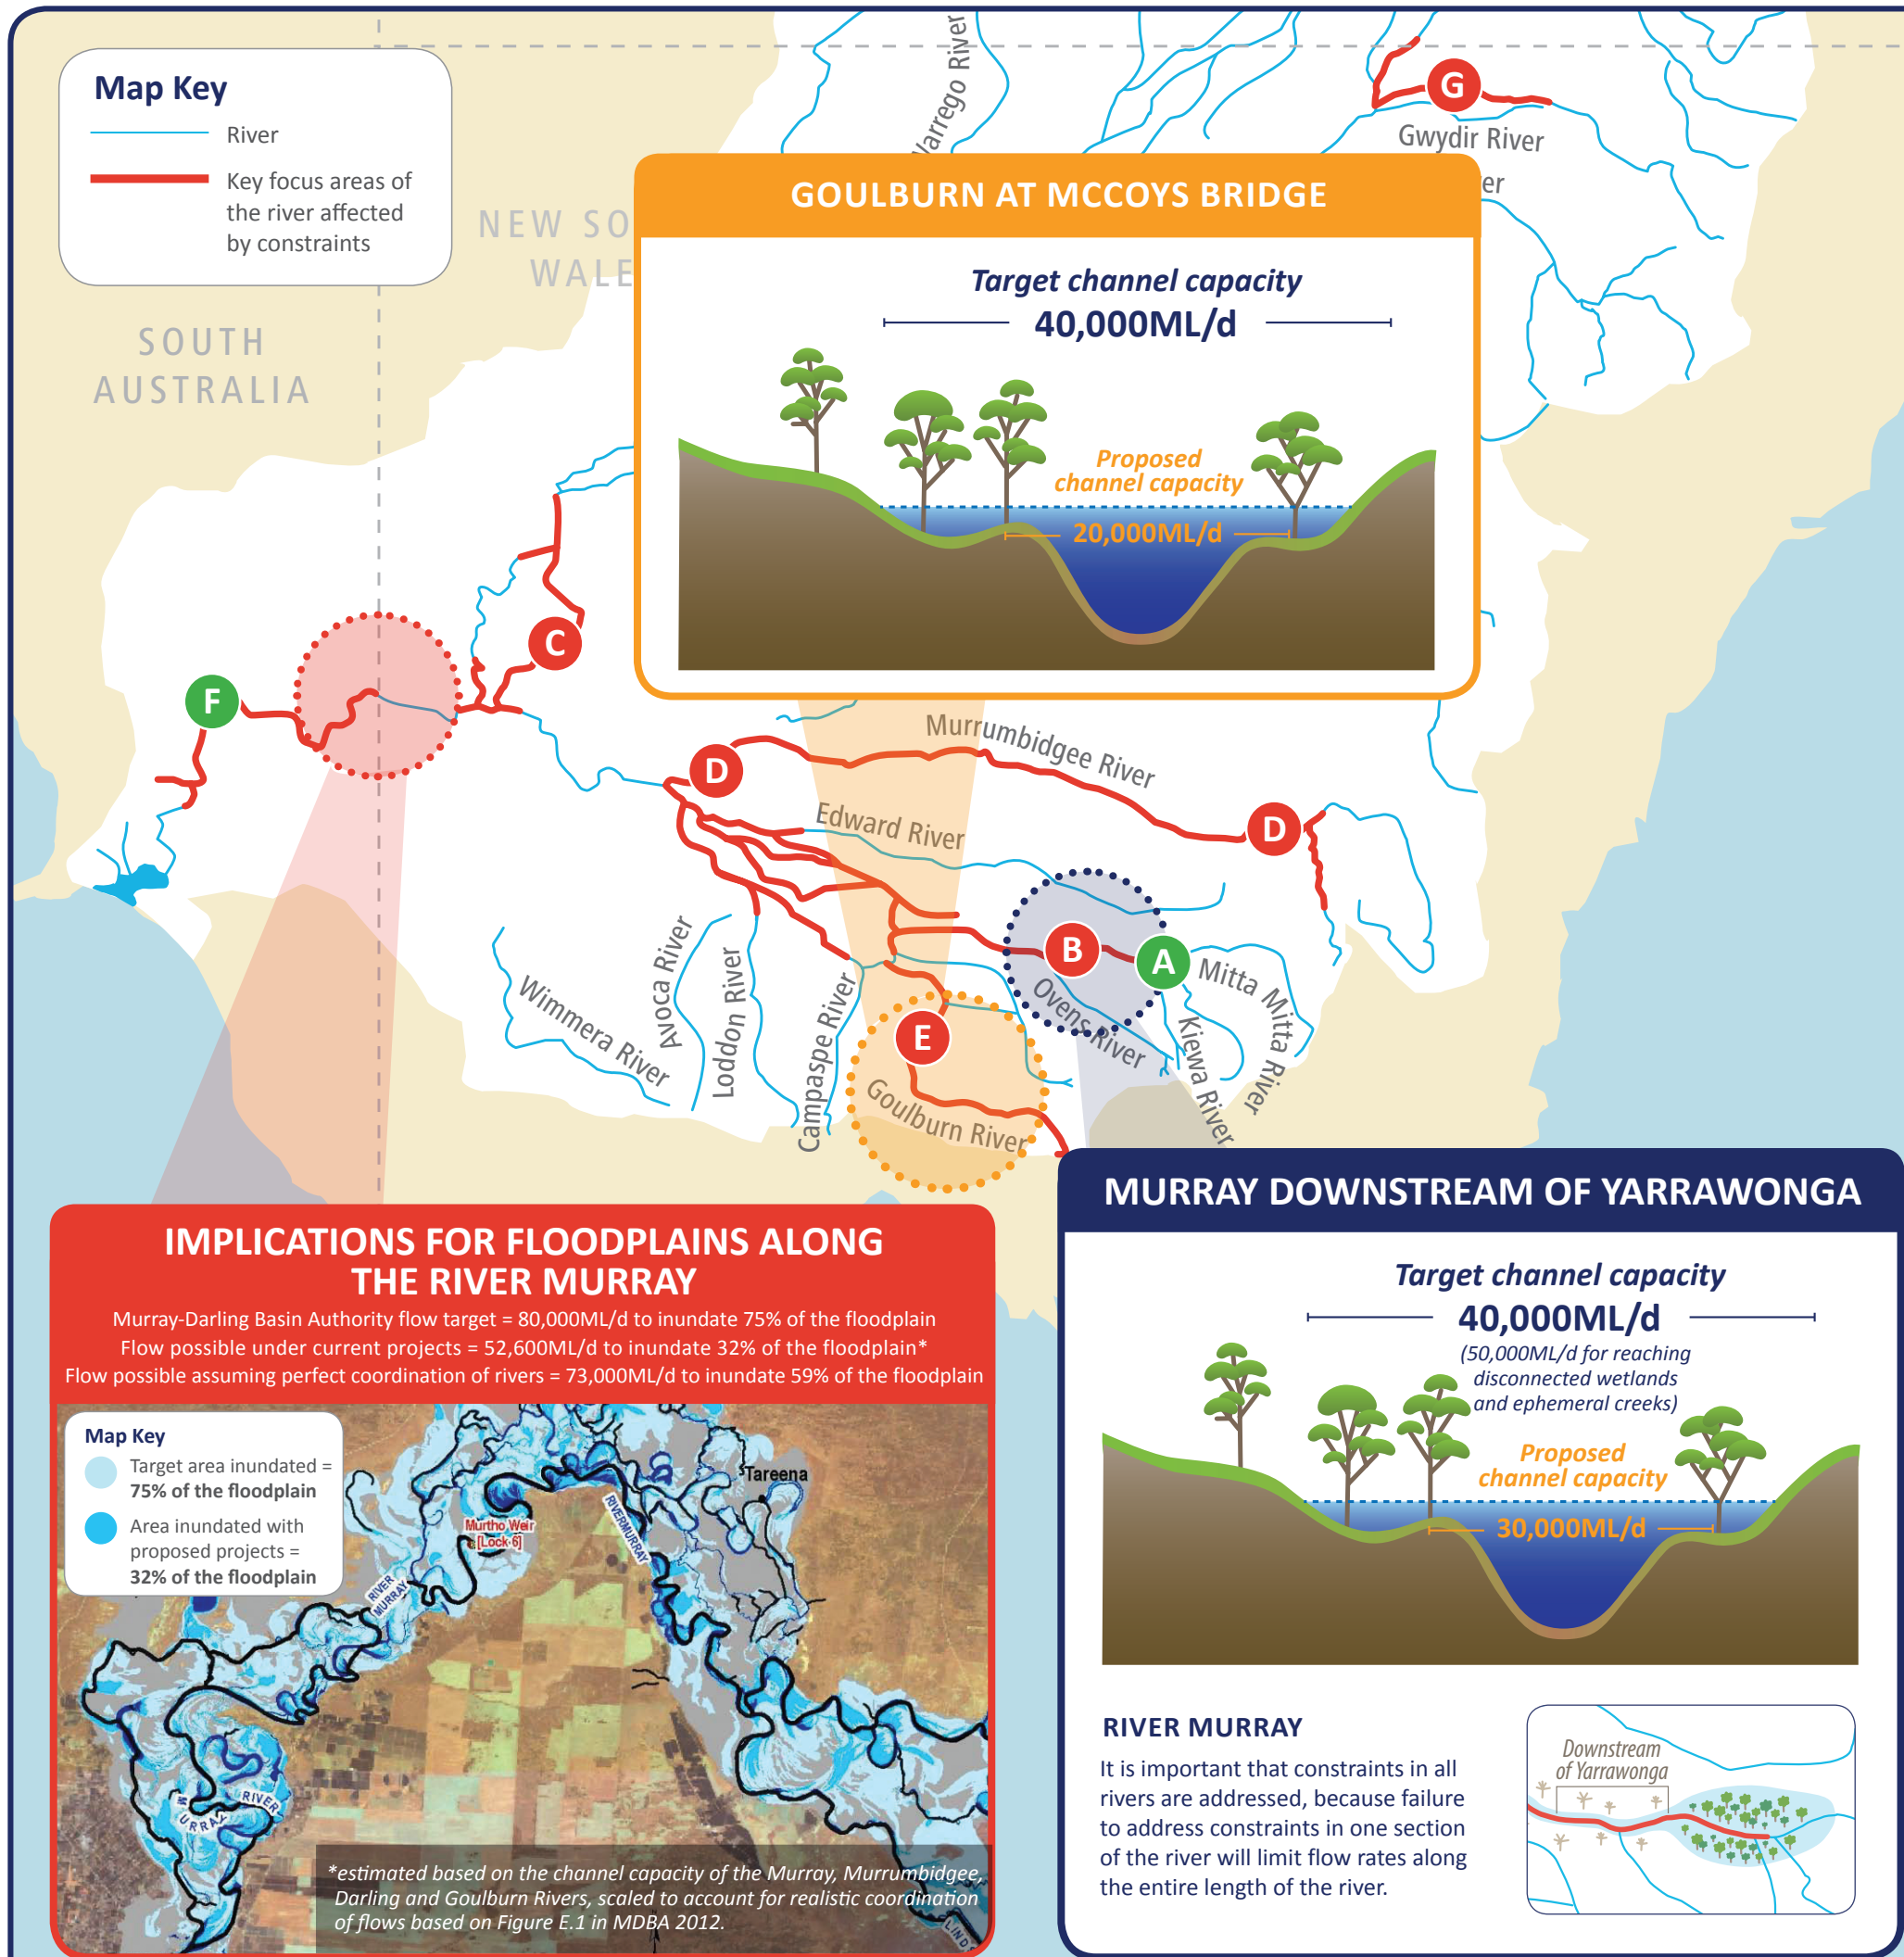 Map Key
River
Key focus areas of
the river affected
by constraints
NEW SO
WALE
SOUTH
AUSTRALIA
Warrego River
G
Gwydir River
er
GOULBURN AT MCCOYS BRIDGE
Target channel capacity
40,000ML/d
Proposed
channel capacity
20,000ML/d
C
F
D
Murrumbidgee River
D
Edward River
B
A
Mitta Mitta River
Ovens River
Kiewa River
E
Goulburn River
Campaspe River
Loddon River
Avoca River
Wimmera River
IMPLICATIONS FOR FLOODPLAINS ALONG
THE RIVER MURRAY
Murray-Darling Basin Authority flow target = 80,000ML/d to inundate 75% of the floodplain
Flow possible under current projects = 52,600ML/d to inundate 32% of the floodplain*
Flow possible assuming perfect coordination of rivers = 73,000ML/d to inundate 59% of the floodplain
Map Key
Target area inundated =
75% of the floodplain
Area inundated with
proposed projects =
32% of the floodplain
Tareena
Murtho Weir
[Lock 6]
RIVER MURRAY
RIVER
MURRAY
MURRAY RIVER
LIND
*estimated based on the channel capacity of the Murray, Murrumbidgee,
Darling and Goulburn Rivers, scaled to account for realistic coordination
of flows based on Figure E.1 in MDBA 2012.
MURRAY DOWNSTREAM OF YARRAWONGA
Target channel capacity
40,000ML/d
(50,000ML/d for reaching
disconnected wetlands
and ephemeral creeks)
Proposed
channel capacity
30,000ML/d
RIVER MURRAY
It is important that constraints in all
rivers are addressed, because failure
to address constraints in one section
of the river will limit flow rates along
the entire length of the river.
Downstream
of Yarrawonga